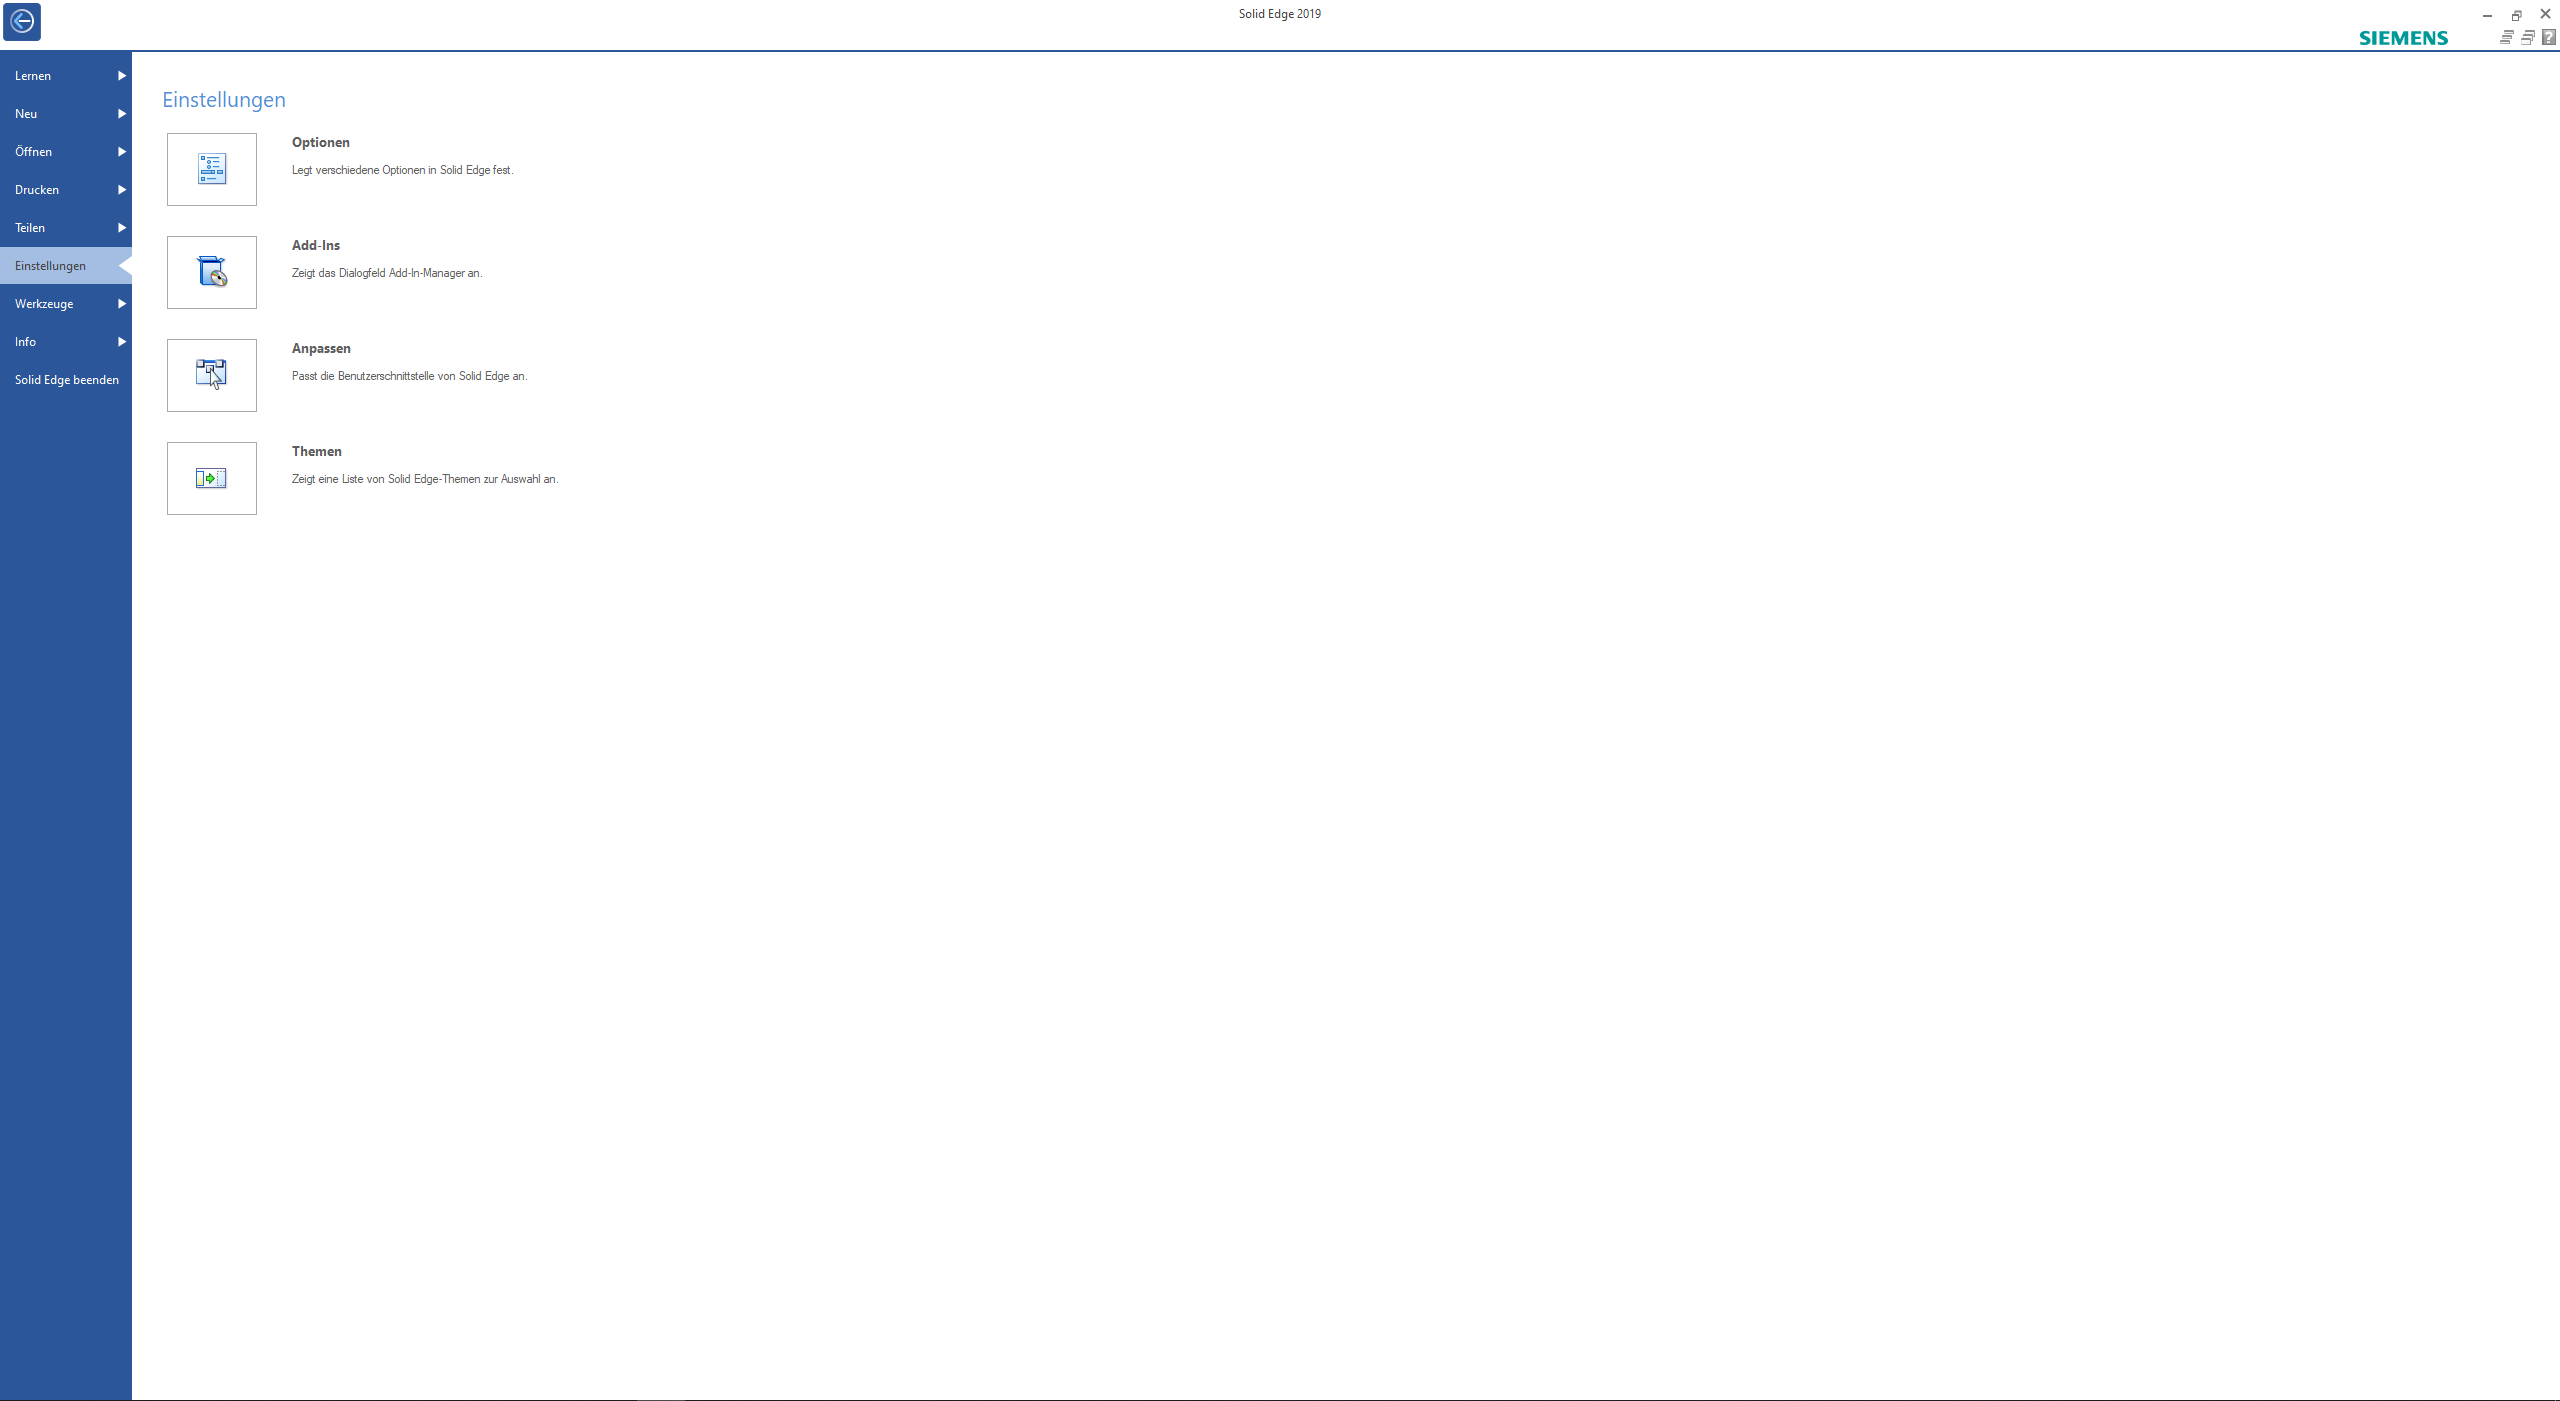 Solid Edge 2019
SIEMENS
Lernen
Neu
Öffnen
Drucken
Teilen
Einstellungen
Werkzeuge
Info
Solid Edge beenden
Einstellungen
Optionen
Legt verschiedene Optionen in Solid Edge fest.
Add-Ins
Zeigt das Dialogfeld Add-In-Manager an.
Anpassen
Passt die Benutzerschnittstelle von Solid Edge an.
Themen
Zeigt eine Liste von Solid Edge-Themen zur Auswahl an.